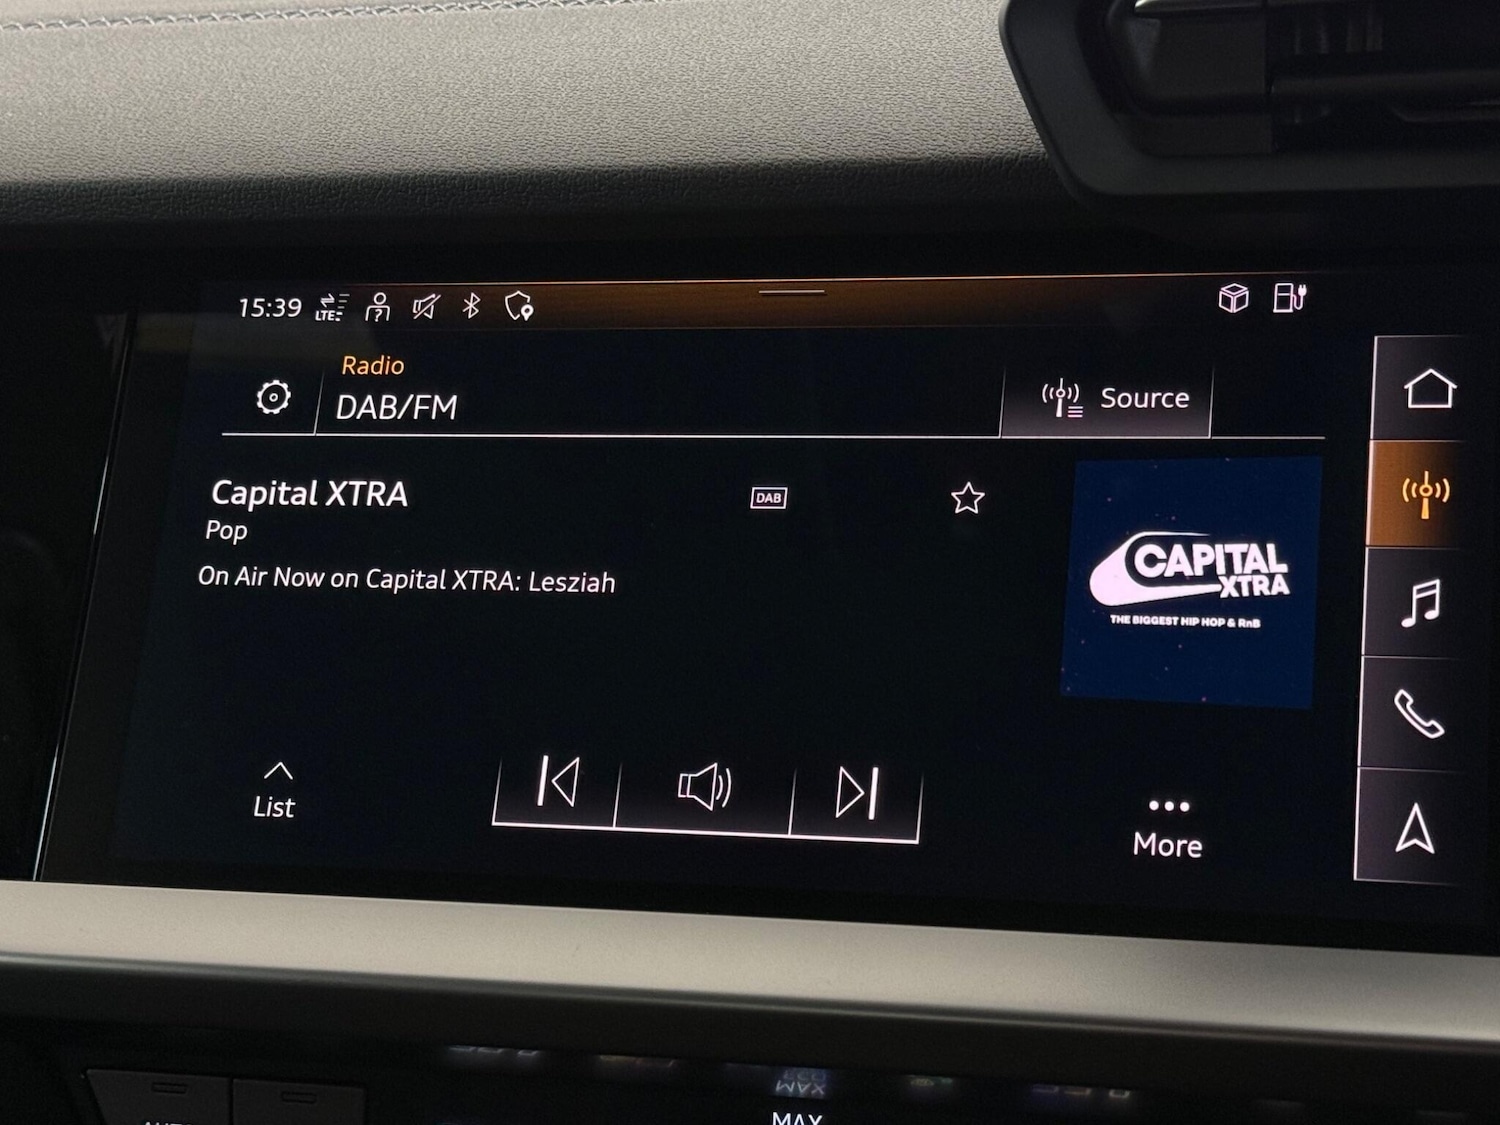 15:39
LTE
Radio
DAB/FM
Source
Capital XTRA
DAB
Pop
On Air Now on Capital XTRA: Lesziah
CAPITAL
XTRA
THE BIGGEST HIP HOP & RnB
List
More
MAX